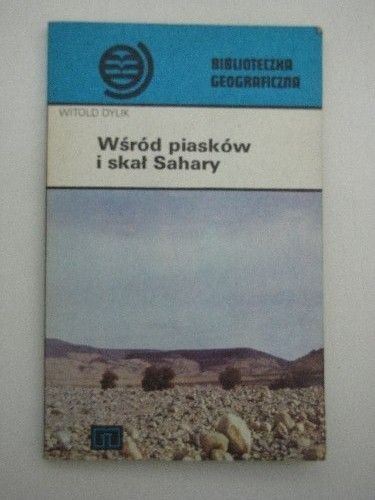 BIBLIOTECZKA
GEOGRAFICZNA
WITOLD DYLIK
Wśród piasków
i skał Sahary